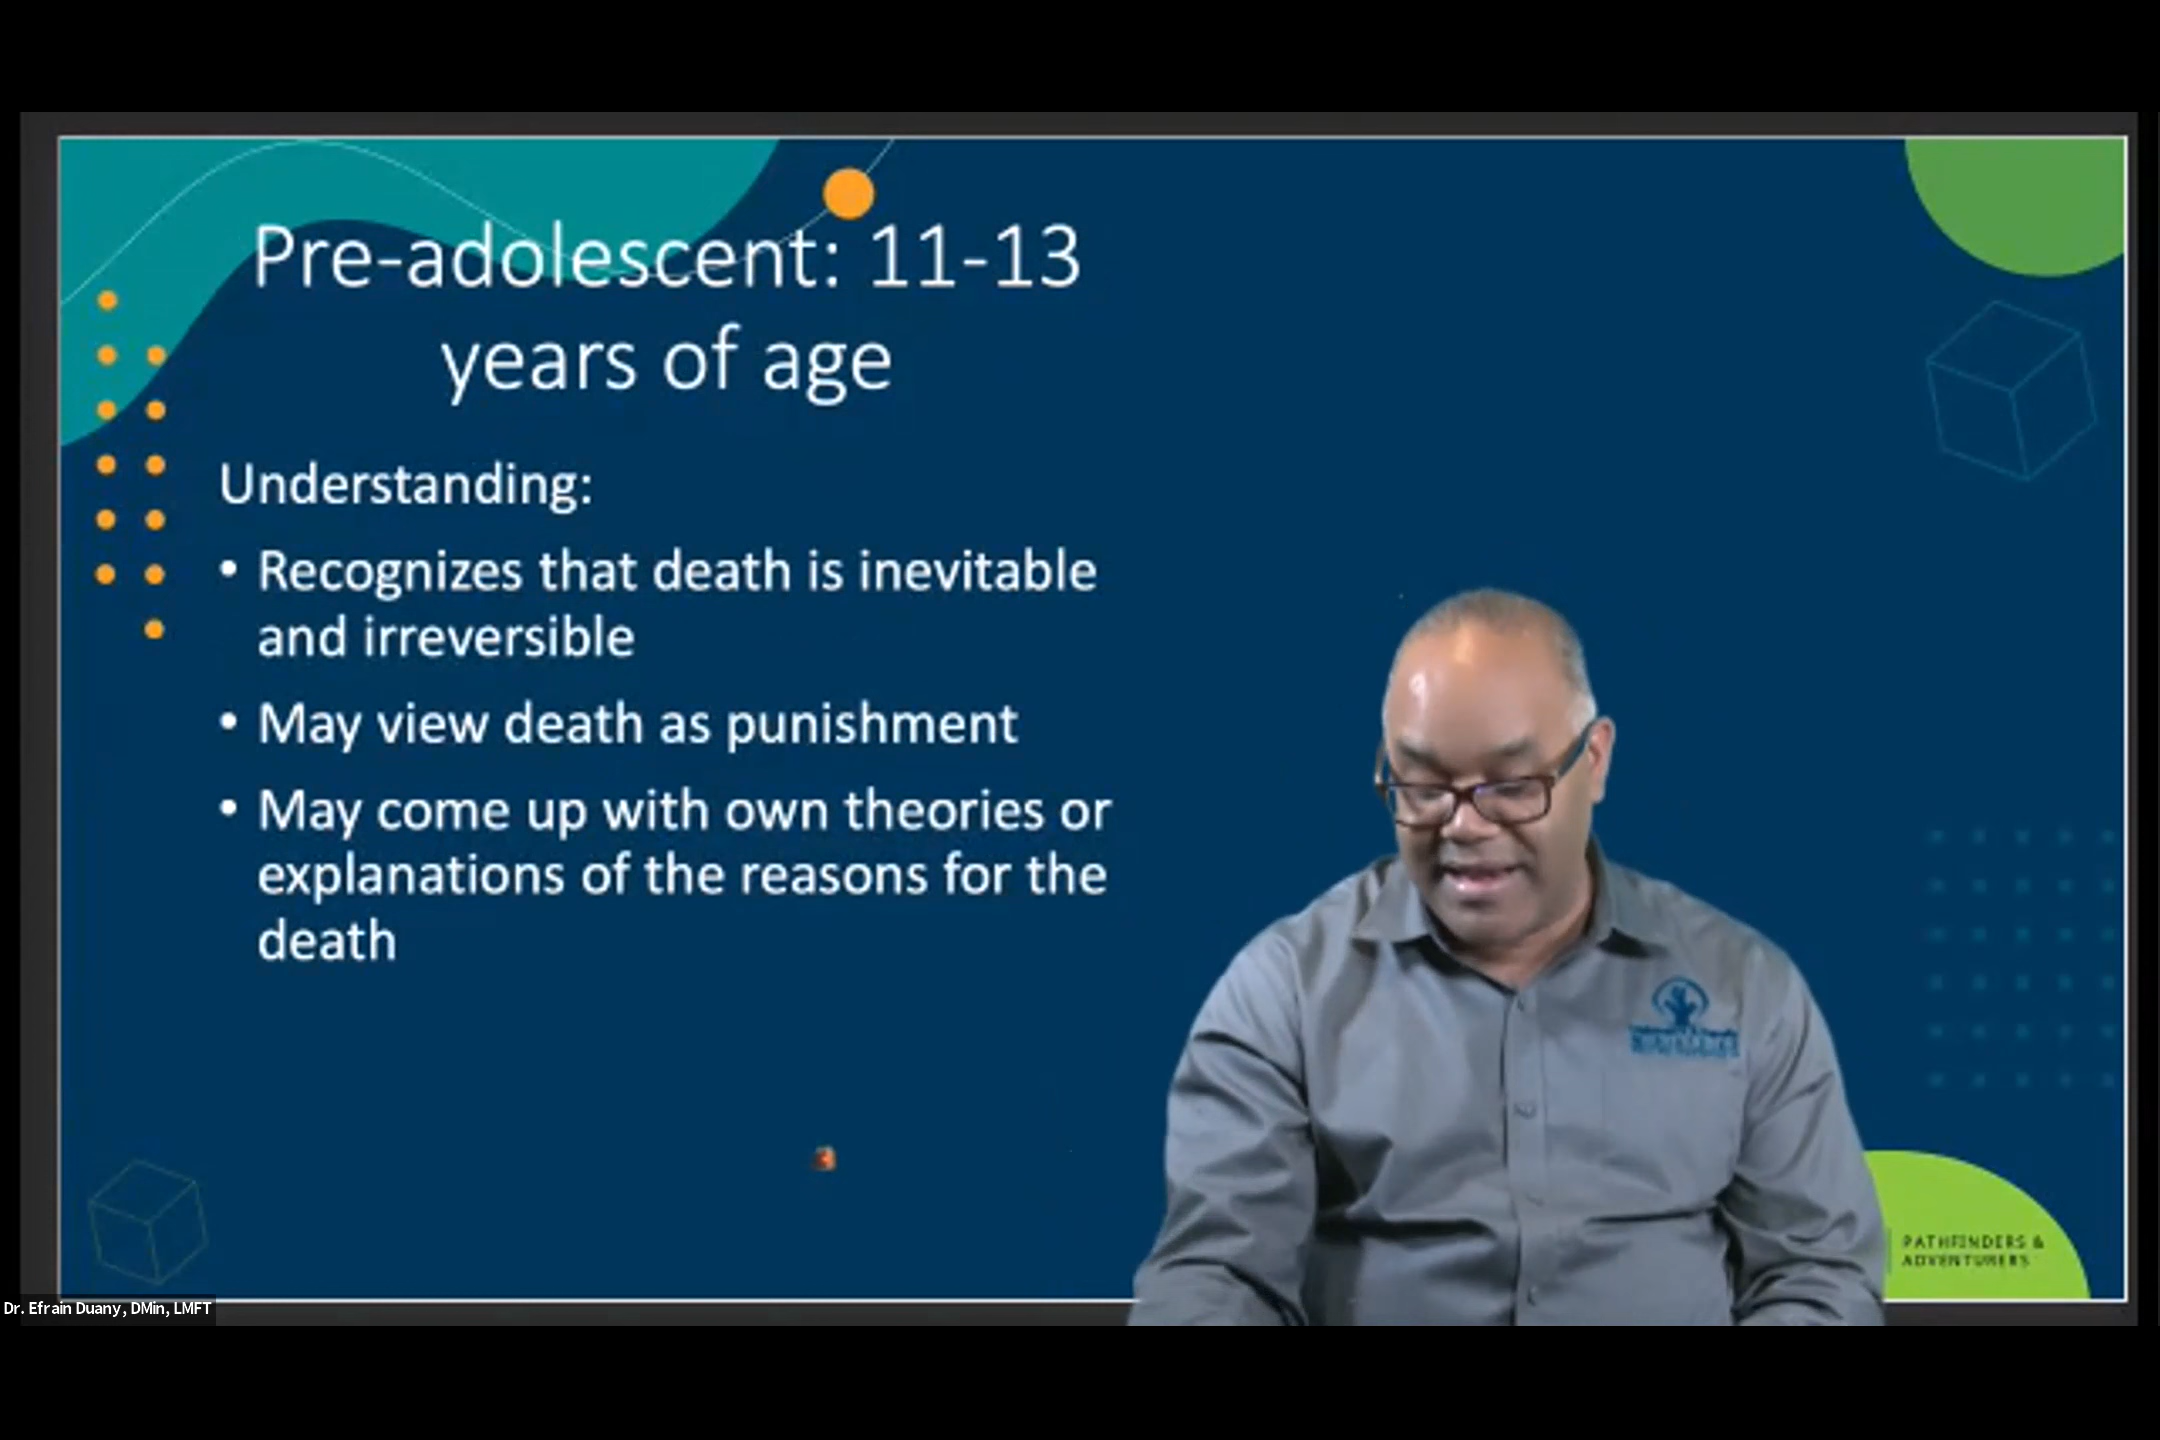 Pre-adolescent: 11-13
years of age
Understanding:
• Recognizes that death is inevitable
and irreversible
• May view death as punishment
• May come up with own theories or
explanations of the reasons for the
death
PATHFINDERS &
ADVENTURERS
Dr. Efrain Duany, DMin, LMFT